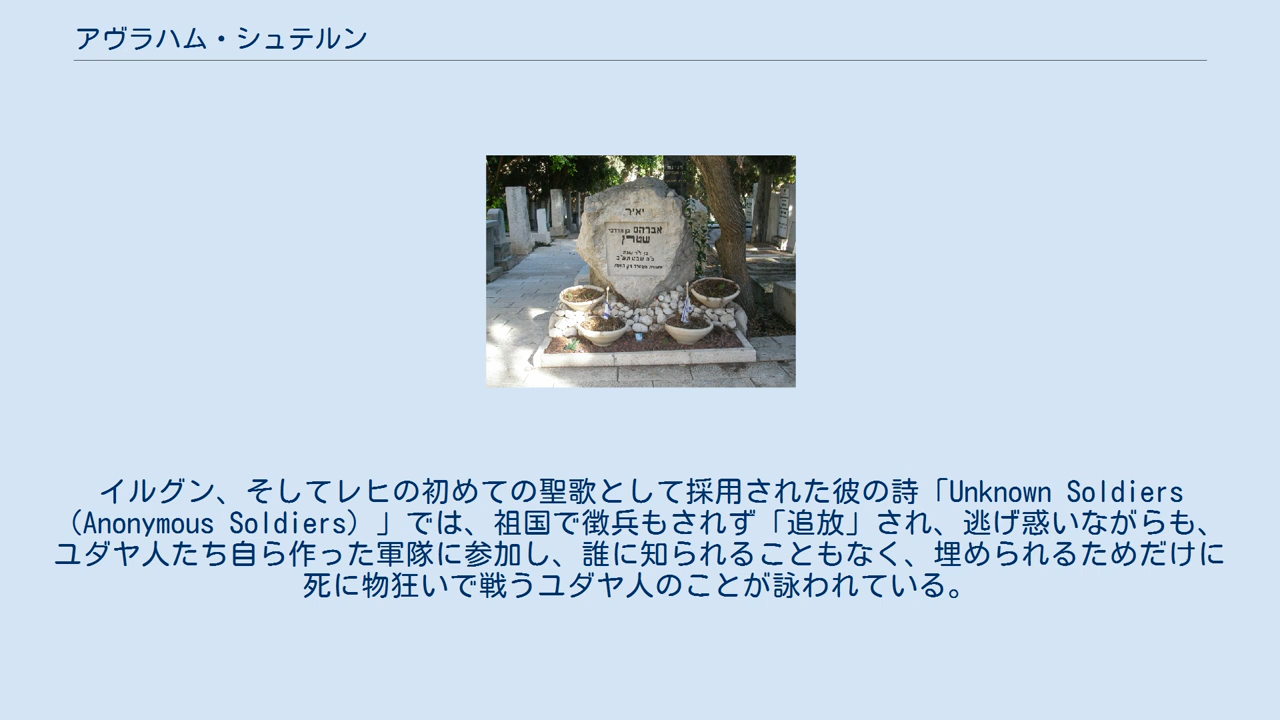 アヴラハム・シュテルン
יאיר
אברהם בן מרדכי
שטרן
イルグン、そしてレヒの初めての聖歌として採用された彼の詩「Unknown Soldiers
（Anonymous Soldiers）」では、祖国で徴兵もされず「追放」され、逃げ惑いながらも、
ユダヤ人たち自ら作った軍隊に参加し、誰に知られることもなく、埋められるためだけに
死に物狂いで戦うユダヤ人のことが詠われている。